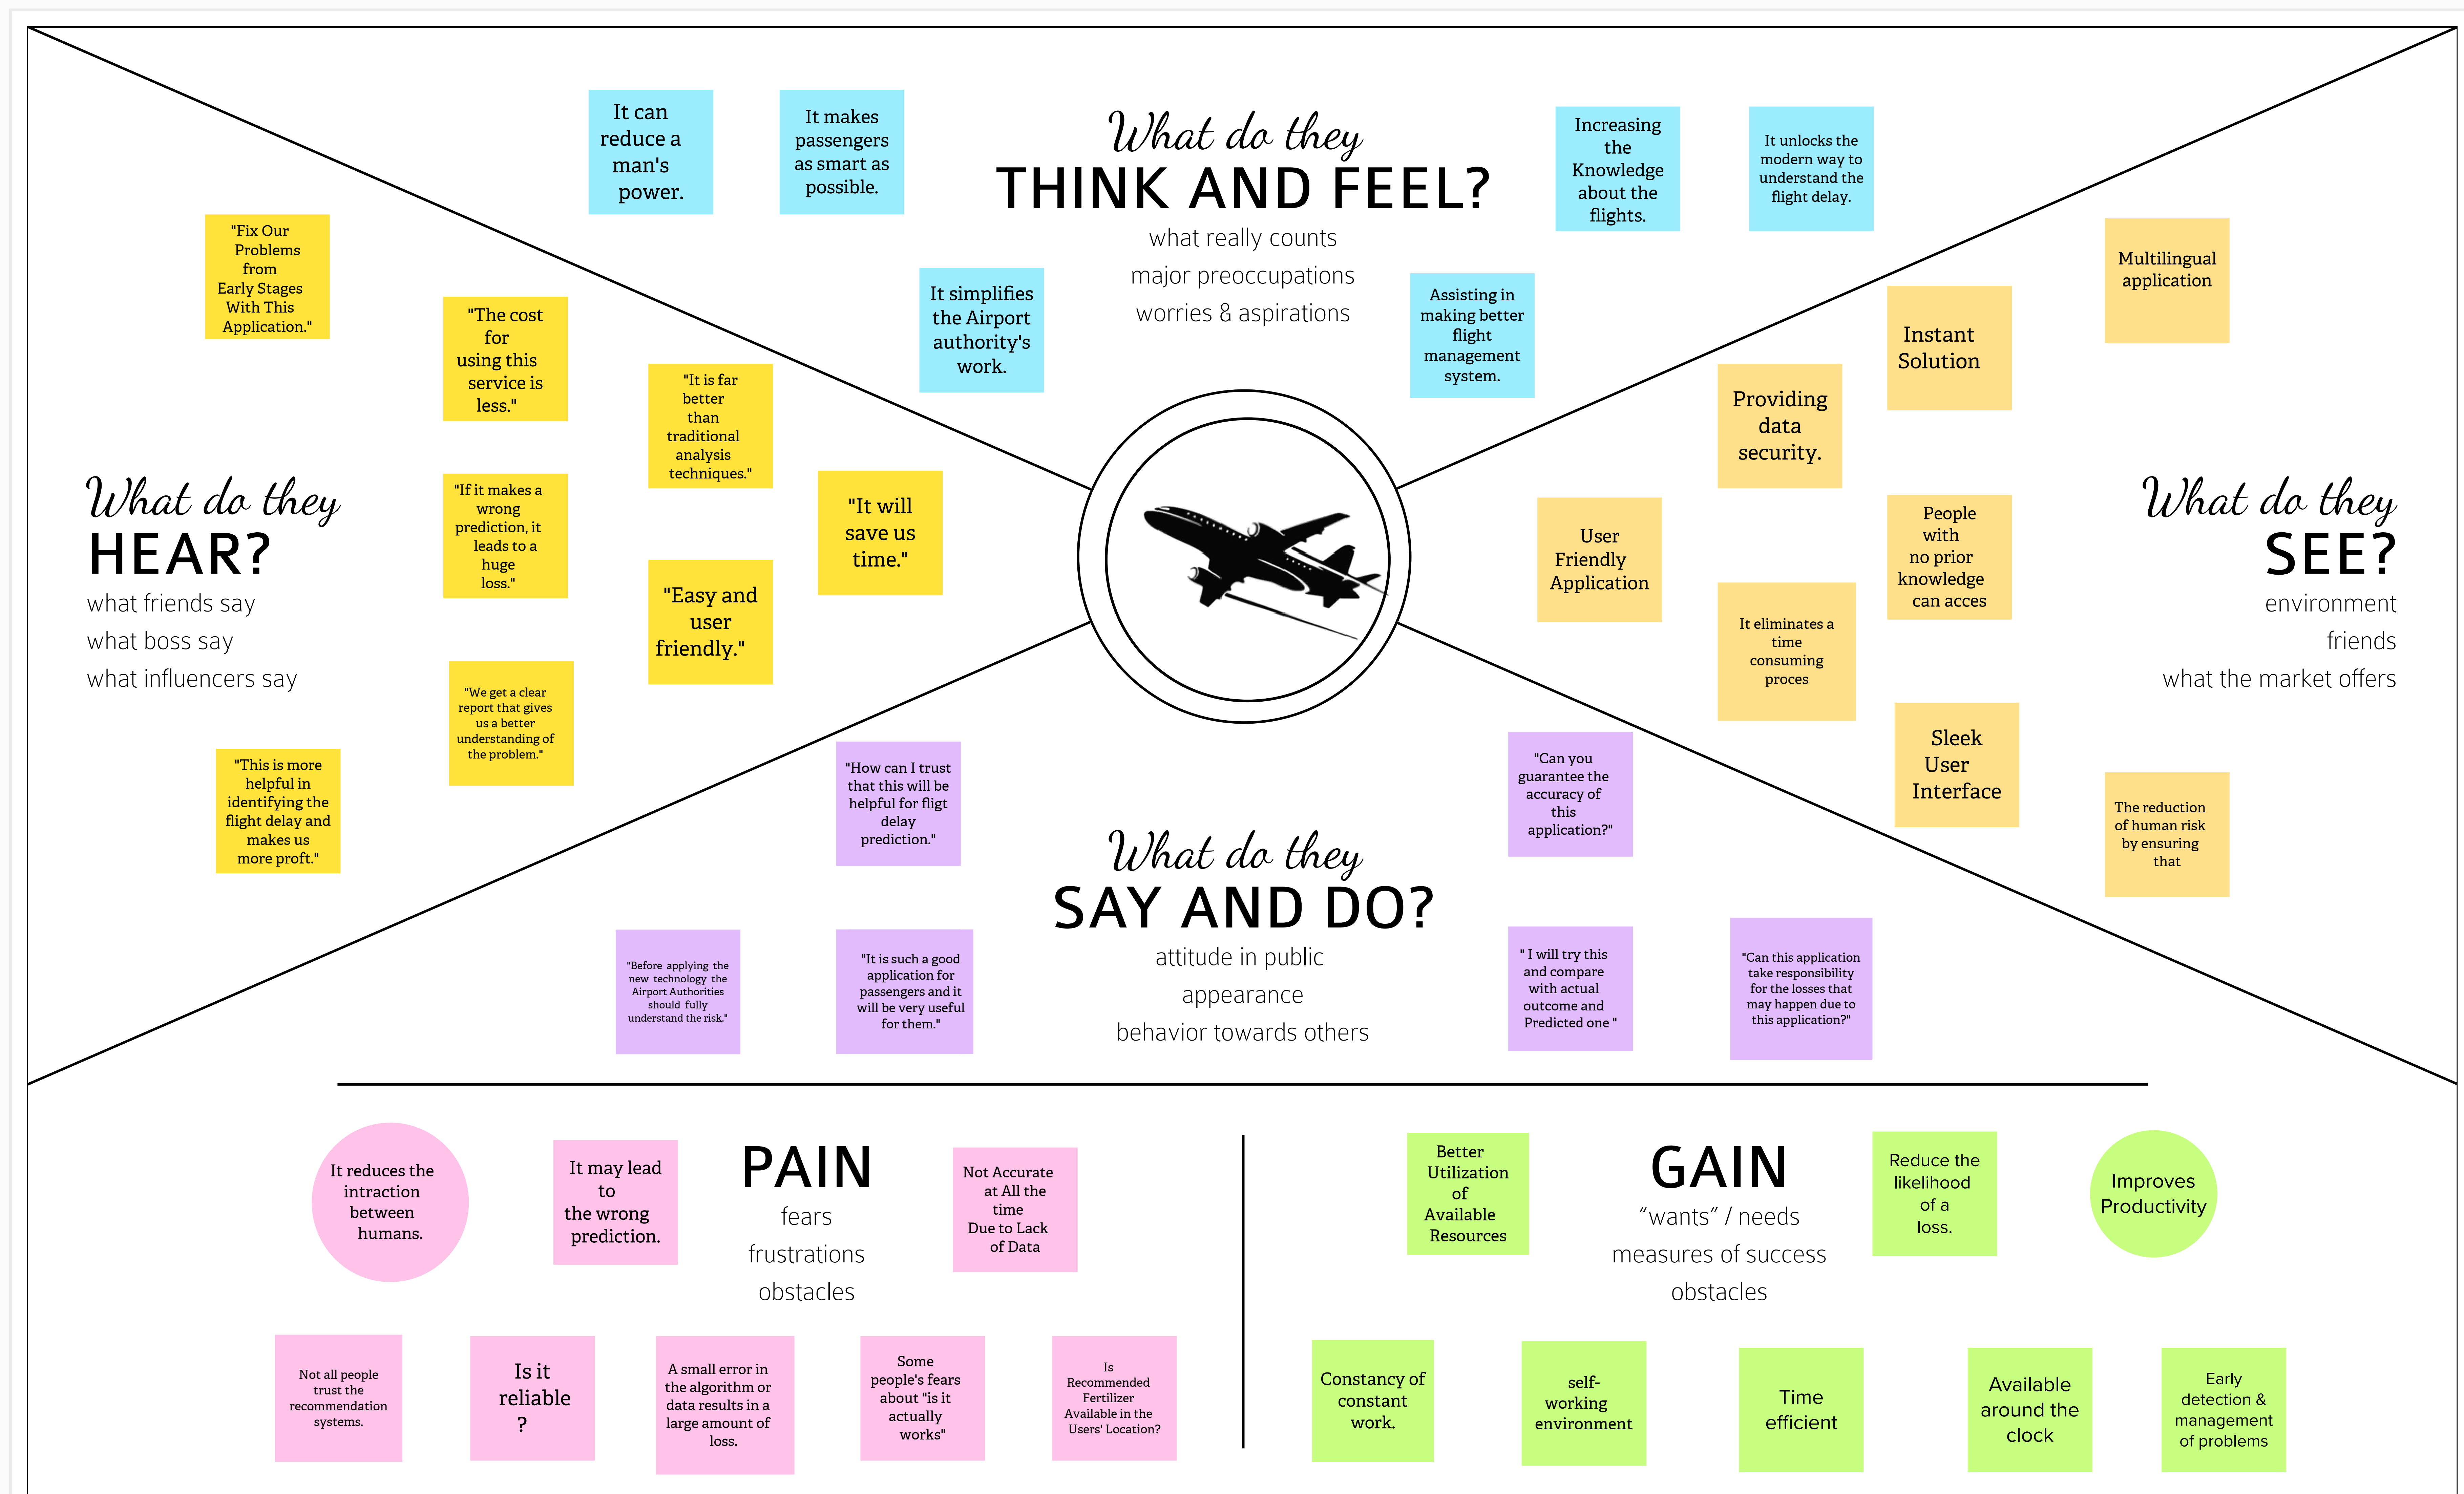 It can
reduce a
man's
power.
It makes
passengers
as smart as
possible.
What do they
THINK AND FEEL?
what really counts
major preoccupations
worries & aspirations
Increasing
the
Knowledge
about the
flights.
It unlocks the
modern way to
understand the
flight delay.
It simplifies
the Airport
authority's
work.
Assisting in
making better
flight
management
system.
"Fix Our
Problems
from
Early Stages
With This
Application."
"The cost
for
using this
service is
less."
"It is far
better
than
traditional
analysis
techniques."
What do they
HEAR?
what friends say
what boss say
what influencers say
"If it makes a
wrong
prediction, it
leads to a
huge
loss."
"It will
save us
time."
"Easy and
user
friendly."
"We get a clear
report that gives
us a better
understanding of
the problem."
"This is more
helpful in
identifying the
flight delay and
makes us
more proft."
Multilingual
application
Instant
Solution
Providing
data
security.
User
Friendly
Application
People
with
no prior
knowledge
can acces
What do they
SEE?
environment
friends
what the market offers
It eliminates a
time
consuming
proces
Sleek
User
Interface
The reduction
of human risk
by ensuring
that
"How can I trust
that this will be
helpful for fligt
delay
prediction."
"Can you
guarantee the
accuracy of
this
application?"
What do they
SAY AND DO?
attitude in public
appearance
behavior towards others
"Before applying the
new technology the
Airport Authorities
should fully
understand the risk."
"It is such a good
application for
passengers and it
will be very useful
for them."
" I will try this
and compare
with actual
outcome and
Predicted one "
"Can this application
take responsibility
for the losses that
may happen due to
this application?"
It reduces the
intraction
between
humans.
It may lead
to
the wrong
prediction.
PAIN
fears
frustrations
obstacles
Not Accurate
at All the
time
Due to Lack
of Data
Not all people
trust the
recommendation
systems.
Is it
reliable
?
A small error in
the algorithm or
data results in a
large amount of
loss.
Some
people's fears
about "is it
actually
works"
Is
Recommended
Fertilizer
Available in the
Users' Location?
Better
Utilization
of
Available
Resources
GAIN
“wants” / needs
measures of success
obstacles
Reduce the
likelihood
of a
loss.
Improves
Productivity
Constancy of
constant
work.
self-
working
environment
Time
efficient
Available
around the
clock
Early
detection &
management
of problems